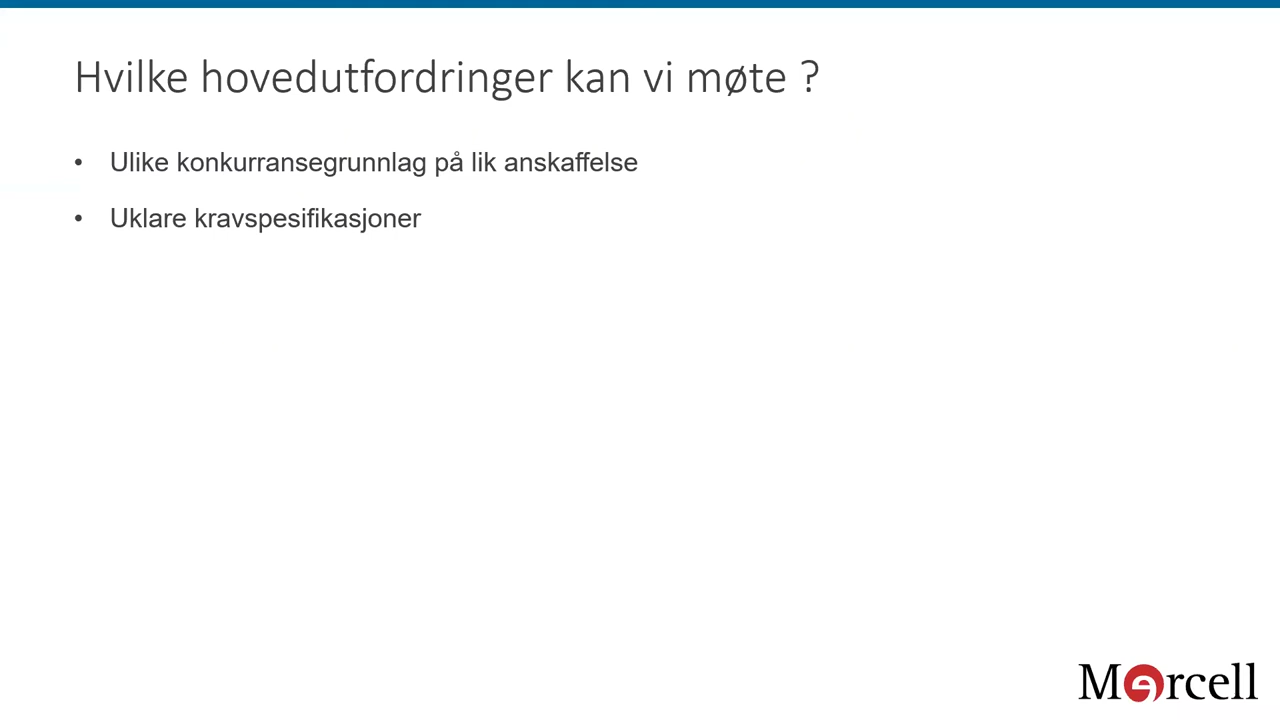 Hvilke hovedutfordringer kan vi møte ?
• Ulike konkurransegrunnlag på lik anskaffelse
• Uklare kravspesifikasjoner
Mercell